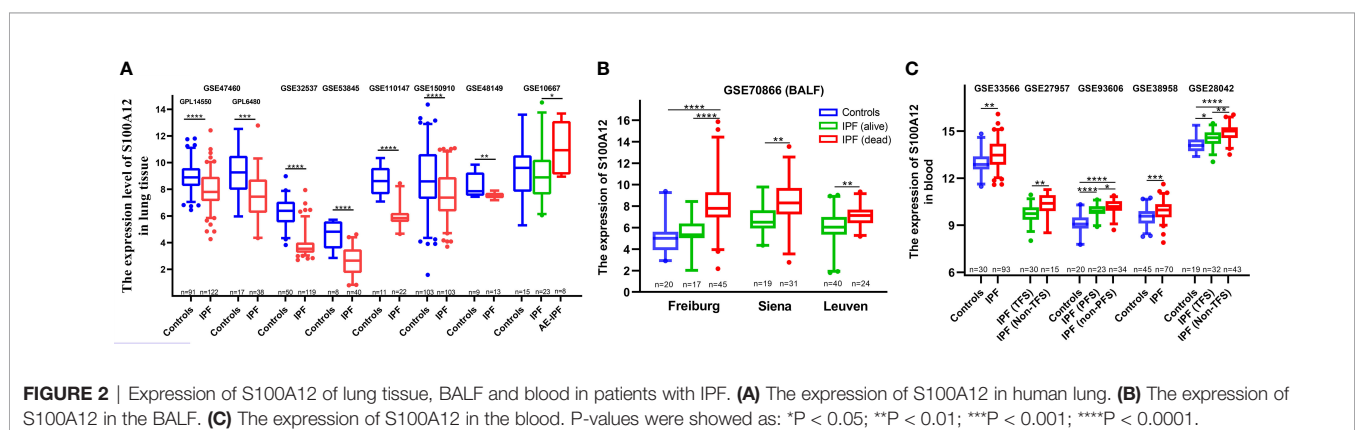 A
GSE47460
GPL14550 GPL6480 GSE32537 GSE53845 GSE110147 GSE150910 GSE48149 GSE10667
The expression level of S100A12
in lung tissue
14
12
10
8
6
4
2
**** *** **** **** **** **** ** *
n=91 n=122 n=17 n=38 n=50 n=119 n=8 n=40 n=11 n=22 n=103 n=103 n=9 n=13 n=15 n=23 n=8
Controls IPF Controls IPF Controls IPF Controls IPF Controls IPF Controls IPF Controls IPF Controls IPF AE-IPF
B
GSE70866 (BALF)
The expression of S100A12
16
14
12
10
8
6
4
2
0
Controls
IPF (alive)
IPF (dead)
****
**** ** **
n=20 n=17 n=45 n=19 n=31 n=40 n=24
Freiburg Siena Leuven
C
GSE33566 GSE27957 GSE93606 GSE38958 GSE28042
The expression of S100A12
in blood
15
12
9
6
** ** **** **** * *** **** * **
n=30 n=93 n=30 n=15 n=20 n=23 n=34 n=45 n=70 n=19 n=32 n=43
Controls IPF IPF (TFS) IPF (Non-TFS) Controls IPF (PFS) IPF (non-PFS) Controls IPF Controls IPF (TFS) IPF (Non-TFS)
FIGURE 2 | Expression of S100A12 of lung tissue, BALF and blood in patients with IPF. (A) The expression of S100A12 in human lung. (B) The expression of
S100A12 in the BALF. (C) The expression of S100A12 in the blood. P-values were showed as: *P < 0.05; **P < 0.01; ***P < 0.001; ****P < 0.0001.